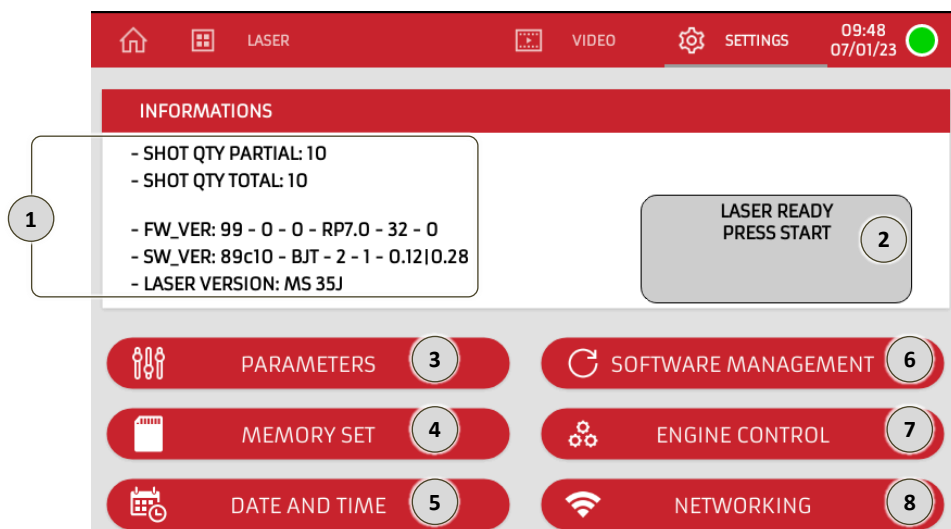 LASER
VIDEO
SETTINGS
09:48
07/01/23
INFORMATIONS
- SHOT QTY PARTIAL: 10
- SHOT QTY TOTAL: 10
1
- FW_VER: 99 - 0 - 0 - RP7.0 - 32 - 0
- SW_VER: 89c10 - BJT - 2 - 1 - 0.12|0.28
- LASER VERSION: MS 35J
LASER READY
PRESS START
2
PARAMETERS 3
SOFTWARE MANAGEMENT 6
MEMORY SET 4
ENGINE CONTROL 7
DATE AND TIME 5
NETWORKING 8